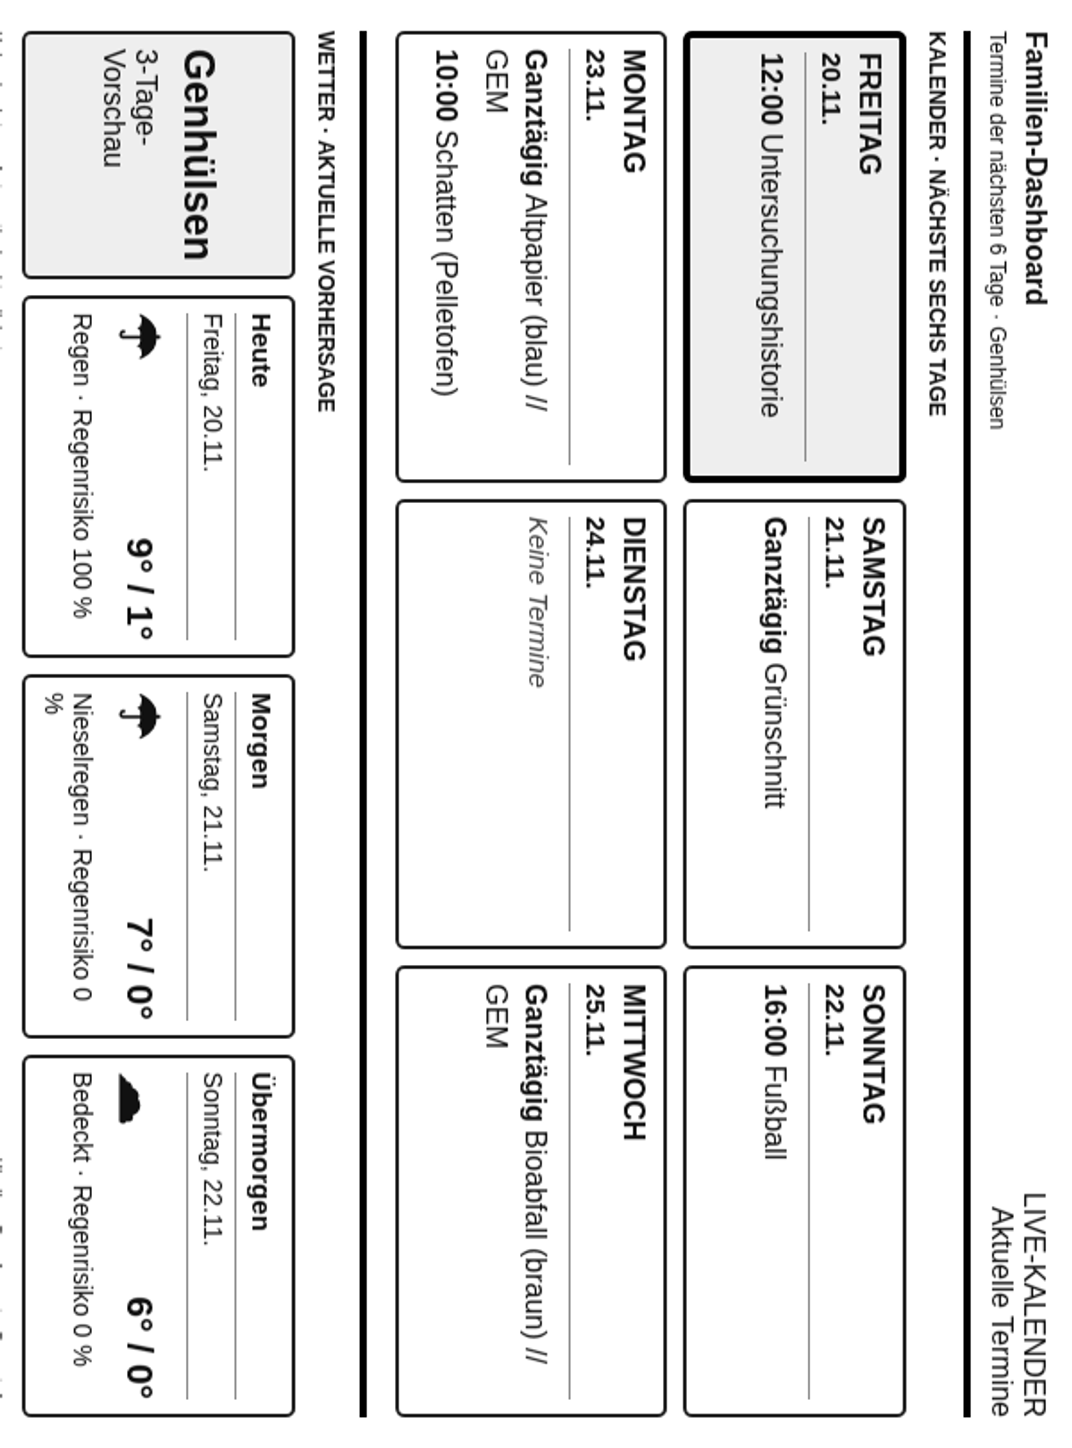 Familien-Dashboard
Termine der nächsten 6 Tage · Genhülsen
LIVE-KALENDER
Aktuelle Termine
KALENDER · NÄCHSTE SECHS TAGE
FREITAG
20.11.
12:00 Untersuchungshistorie
SAMSTAG
21.11.
Ganztägig Grünschnitt
SONNTAG
22.11.
16:00 Fußball
MONTAG
23.11.
Ganztägig Altpapier (blau) //
GEM
10:00 Schatten (Pelletofen)
DIENSTAG
24.11.
Keine Termine
MITTWOCH
25.11.
Ganztägig Bioabfall (braun) //
GEM
WETTER · AKTUELLE VORHERSAGE
Genhülsen
3-Tage-
Vorschau
Heute
Freitag, 20.11.
9° / 1°
Regen · Regenrisiko 100 %
Morgen
Samstag, 21.11.
7° / 0°
Nieselregen · Regenrisiko 0
%
Übermorgen
Sonntag, 22.11.
6° / 0°
Bedeckt · Regenrisiko 0 %